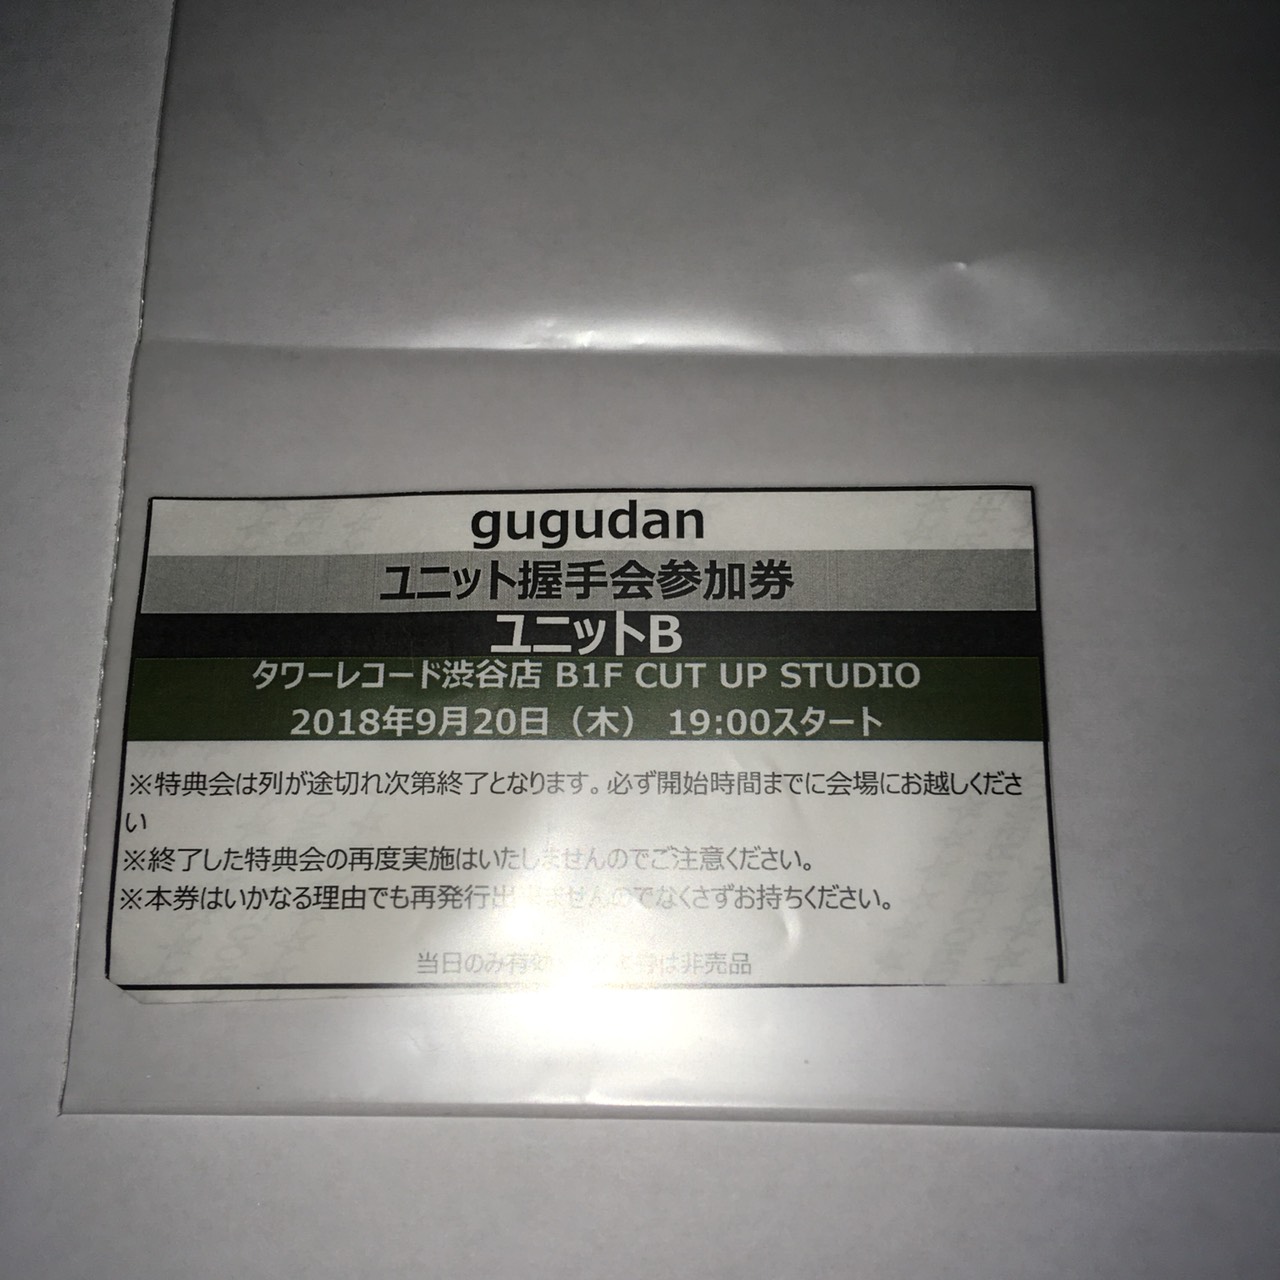 gugudan
ユニット握手会参加券
ユニットB
タワーレコード渋谷店 B1F CUT UP STUDIO
2018年9月20日（木） 19:00スタート
※特典会は列が途切れ次第終了となります。必ず開始時間までに会場にお越しくださ
い
※終了した特典会の再度実施はいたしませんのでご注意ください。
※本券はいかなる理由でも再発行出来ませんのでなくさずお持ちください。
当日のみ有効 は非売品